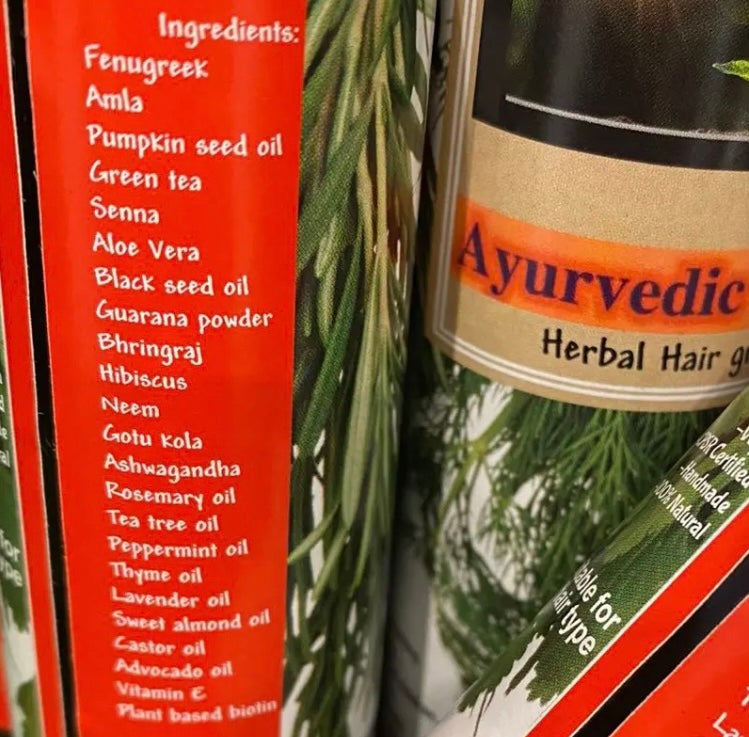 Ingredients:
Fenugreek
Amla
Pumpkin seed oil
Green tea
Senna
Aloe Vera
Black seed oil
Guarana powder
Bhringraj
Hibiscus
Neem
Gotu kola
Ashwagandha
Rosemary oil
Tea tree oil
Peppermint oil
Thyme oil
Lavender oil
Sweet almond oil
Castor oil
Advocado oil
Vitamin E
Plant based biotin
Ayurvedic
Herbal Hair
Certified
-Handmade
100% Natural
for
type